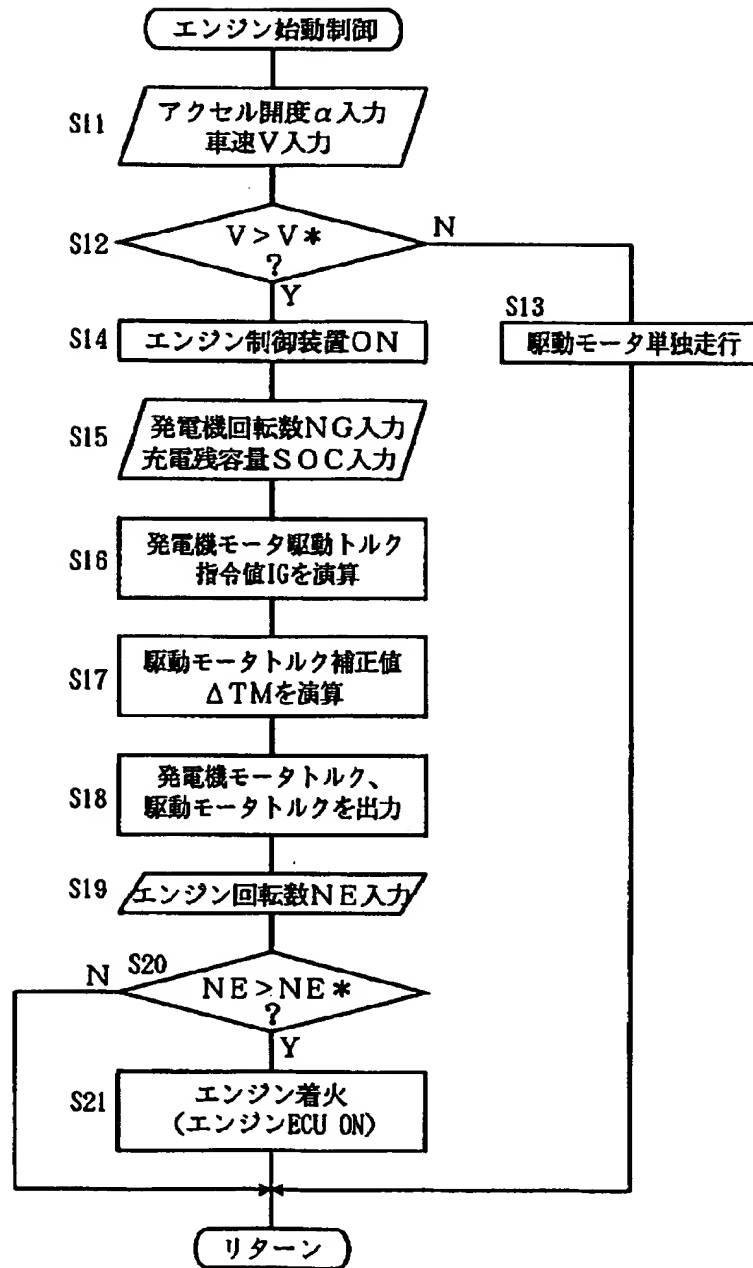 エンジン始動制御
S11
アクセル開度α入力
車速V入力
S12
V>V*
?
N
Y
S13
駆動モータ単独走行
S14
エンジン制御装置ON
S15
発電機回転数NG入力
充電残容量SOC入力
S16
発電機モータ駆動トルク
指令値IGを演算
S17
駆動モータトルク補正値
ΔTMを演算
S18
発電機モータトルク、
駆動モータトルクを出力
S19
エンジン回転数NE入力
S20
N
NE>NE*
?
Y
S21
エンジン着火
(エンジンECU ON)
リターン